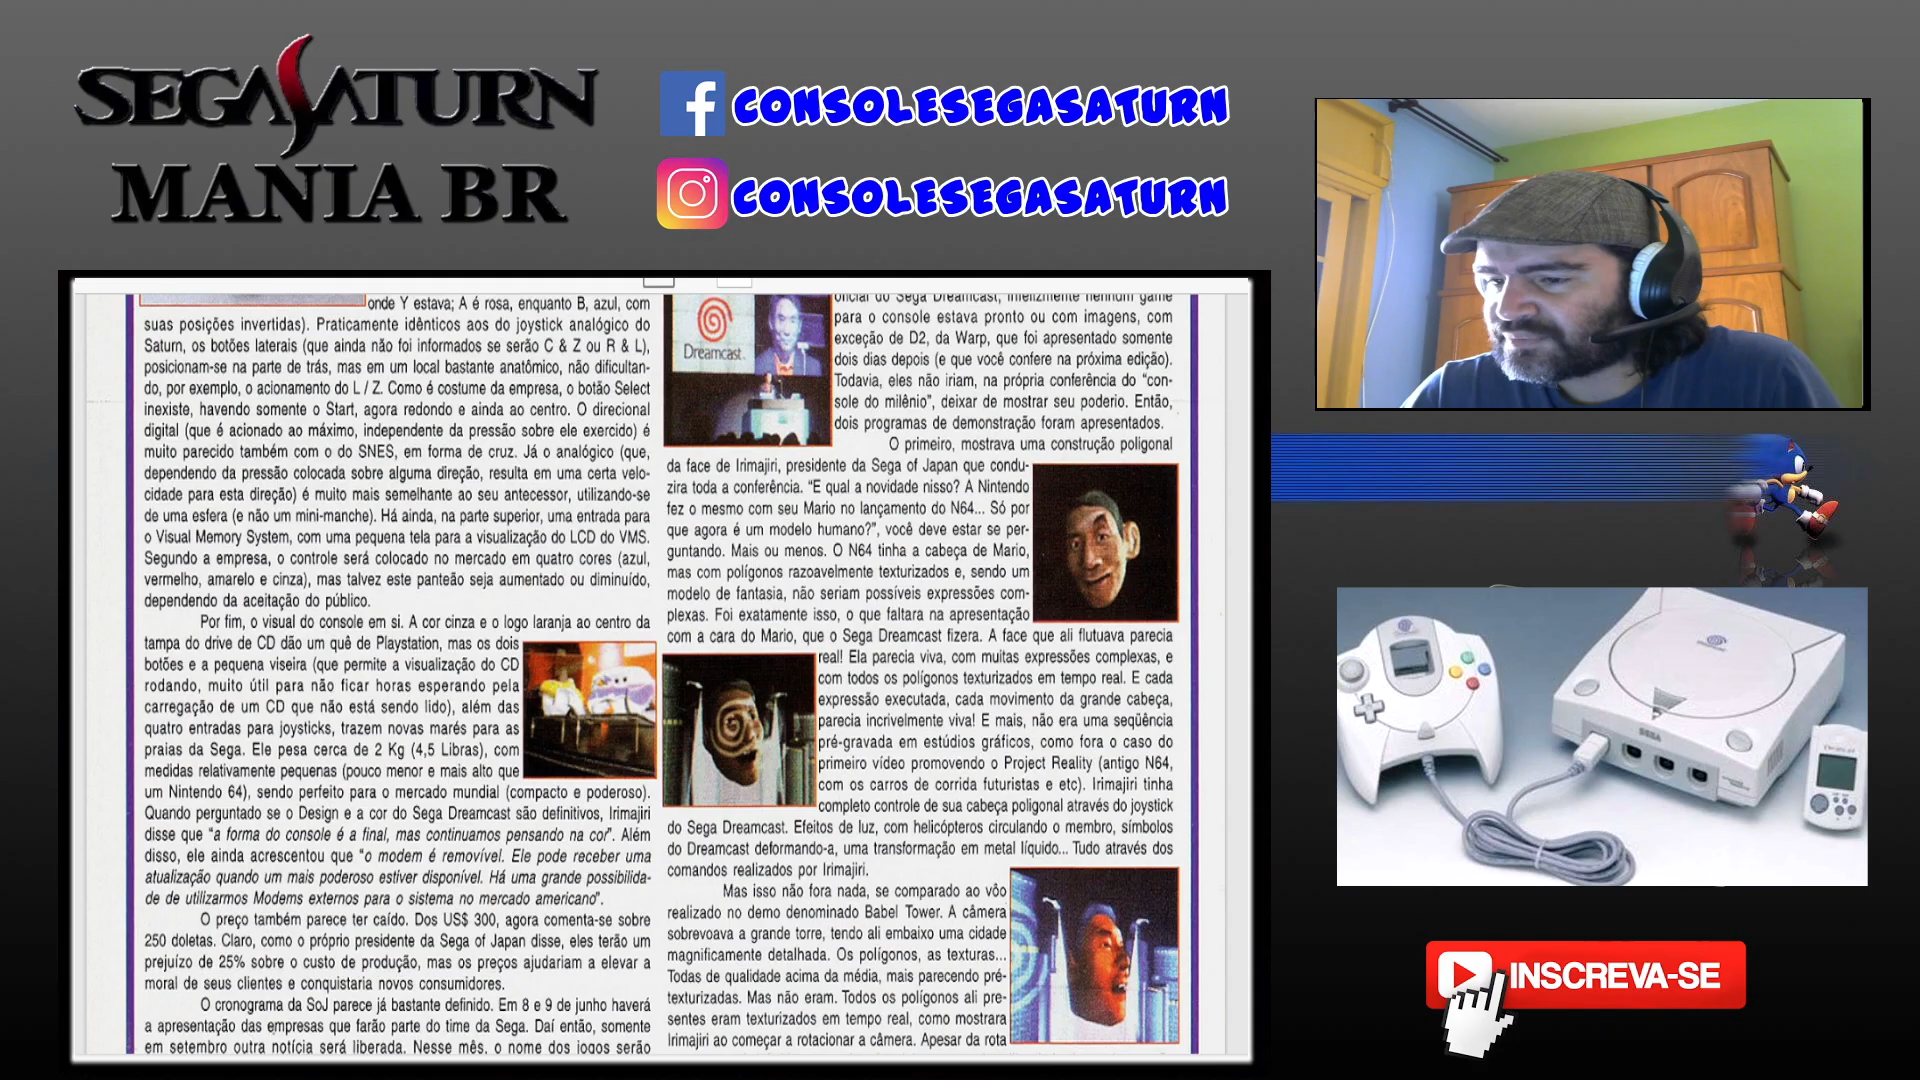 SEGA SATURN
MANIA BR
CONSOLESEGASATURN
CONSOLESEGASATURN
onde Y estava; A é rosa, enquanto B, azul, com
suas posições invertidas). Praticamente idênticos aos do joystick analógico do
Saturn, os botões laterais (que ainda não foi informados se serão C & Z ou R & L),
posicionam-se na parte de trás, mas em um local bastante anatômico, não dificultan-
do, por exemplo, o acionamento do L / Z. Como é costume da empresa, o botão Select
inexiste, havendo somente o Start, agora redondo e ainda ao centro. O direcional
digital (que é acionado ao máximo, independente da pressão sobre ele exercido) é
muito parecido também com o do SNES, em forma de cruz. Já o analógico (que,
dependendo da pressão colocada sobre alguma direção, resulta em uma certa velo-
cidade para esta direção) é muito mais semelhante ao seu antecessor, utilizando-se
de uma esfera (e não um mini-manche). Há ainda, na parte superior, uma entrada para
o Visual Memory System, com uma pequena tela para a visualização do LCD do VMS.
Segundo a empresa, o controle será colocado no mercado em quatro cores (azul,
vermelho, amarelo e cinza), mas talvez este panteão seja aumentado ou diminuído,
dependendo da aceitação do público.
Por fim, o visual do console em si. A cor cinza e o logo laranja ao centro da
tampa do drive de CD dão um quê de Playstation, mas os dois
botões e a pequena viseira (que permite a visualização do CD
rodando, muito útil para não ficar horas esperando pela
carregação de um CD que não está sendo lido), além das
quatro entradas para joysticks, trazem novas marés para as
praias da Sega. Ele pesa cerca de 2 Kg (4,5 Libras), com
medidas relativamente pequenas (pouco menor e mais alto que
um Nintendo 64), sendo perfeito para o mercado mundial (compacto e poderoso).
Quando perguntado se o Design e a cor do Sega Dreamcast são definitivos, Irimajiri
disse que “a forma do console é a final, mas continuamos pensando na cor”. Além
disso, ele ainda acrescentou que “o modem é removível. Ele pode receber uma
atualização quando um mais poderoso estiver disponível. Há uma grande possibilida-
de de utilizarmos Modems externos para o sistema no mercado americano”.
O preço também parece ter caído. Dos US$ 300, agora comenta-se sobre
250 doletas. Claro, como o próprio presidente da Sega of Japan disse, eles terão um
prejuízo de 25% sobre o custo de produção, mas os preços ajudariam a elevar a
moral de seus clientes e conquistaria novos consumidores.
O cronograma da SoJ parece já bastante definido. Em 8 e 9 de junho haverá
a apresentação das empresas que farão parte do time da Sega. Daí então, somente
em setembro outra notícia será liberada. Nesse mês, o nome dos jogos serão
Dreamcast
oficial do Sega Dreamcast, infelizmente nenhum game
para o console estava pronto ou com imagens, com
exceção de D2, da Warp, que foi apresentado somente
dois dias depois (e que você confere na próxima edição).
Todavia, eles não iriam, na própria conferência do “con-
sole do milênio”, deixar de mostrar seu poderio. Então,
dois programas de demonstração foram apresentados.
O primeiro, mostrava uma construção poligonal
da face de Irimajiri, presidente da Sega of Japan que condu-
zira toda a conferência. “E qual a novidade nisso? A Nintendo
fez o mesmo com seu Mario no lançamento do N64... Só por
que agora é um modelo humano?”, você deve estar se per-
guntando. Mais ou menos. O N64 tinha a cabeça de Mario,
mas com polígonos razoavelmente texturizados e, sendo um
modelo de fantasia, não seriam possíveis expressões com-
plexas. Foi exatamente isso, o que faltara na apresentação
com a cara do Mario, que o Sega Dreamcast fizera. A face que ali flutuava parecia
real! Ela parecia viva, com muitas expressões complexas, e
com todos os polígonos texturizados em tempo real. E cada
expressão executada, cada movimento da grande cabeça,
parecia incrivelmente viva! E mais, não era uma seqüência
pré-gravada em estúdios gráficos, como fora o caso do
primeiro vídeo promovendo o Project Reality (antigo N64,
com os carros de corrida futuristas e etc). Irimajiri tinha
completo controle de sua cabeça poligonal através do joystick
do Sega Dreamcast. Efeitos de luz, com helicópteros circulando o membro, símbolos
do Dreamcast deformando-a, uma transformação em metal líquido... Tudo através dos
comandos realizados por Irimajiri.
Mas isso não fora nada, se comparado ao vôo
realizado no demo denominado Babel Tower. A câmera
sobrevoava a grande torre, tendo ali embaixo uma cidade
magnificamente detalhada. Os polígonos, as texturas...
Todas de qualidade acima da média, mais parecendo pré-
texturizadas. Mas não eram. Todos os polígonos ali pre-
sentes eram texturizados em tempo real, como mostrara
Irimajiri ao começar a rotacionar a câmera. Apesar da rota
SEGA
INSCREVA-SE